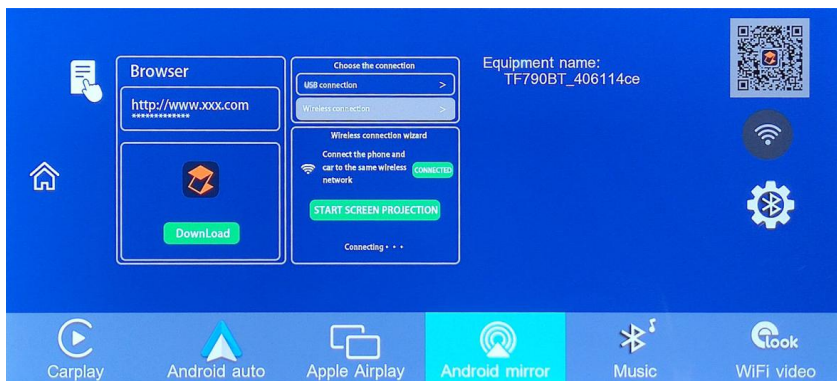 Browser
http://www.xxx.com
*************
DownLoad
Choose the connection
USB connection >
Wireless connection >
Wireless connection wizard
Connect the phone and
car to the same wireless
network
CONNECTED
START SCREEN PROJECTION
Connecting · · ·
Equipment name:
TF790BT_406114ce
Carplay
Android auto
Apple Airplay
Android mirror
Music
look
WiFi video